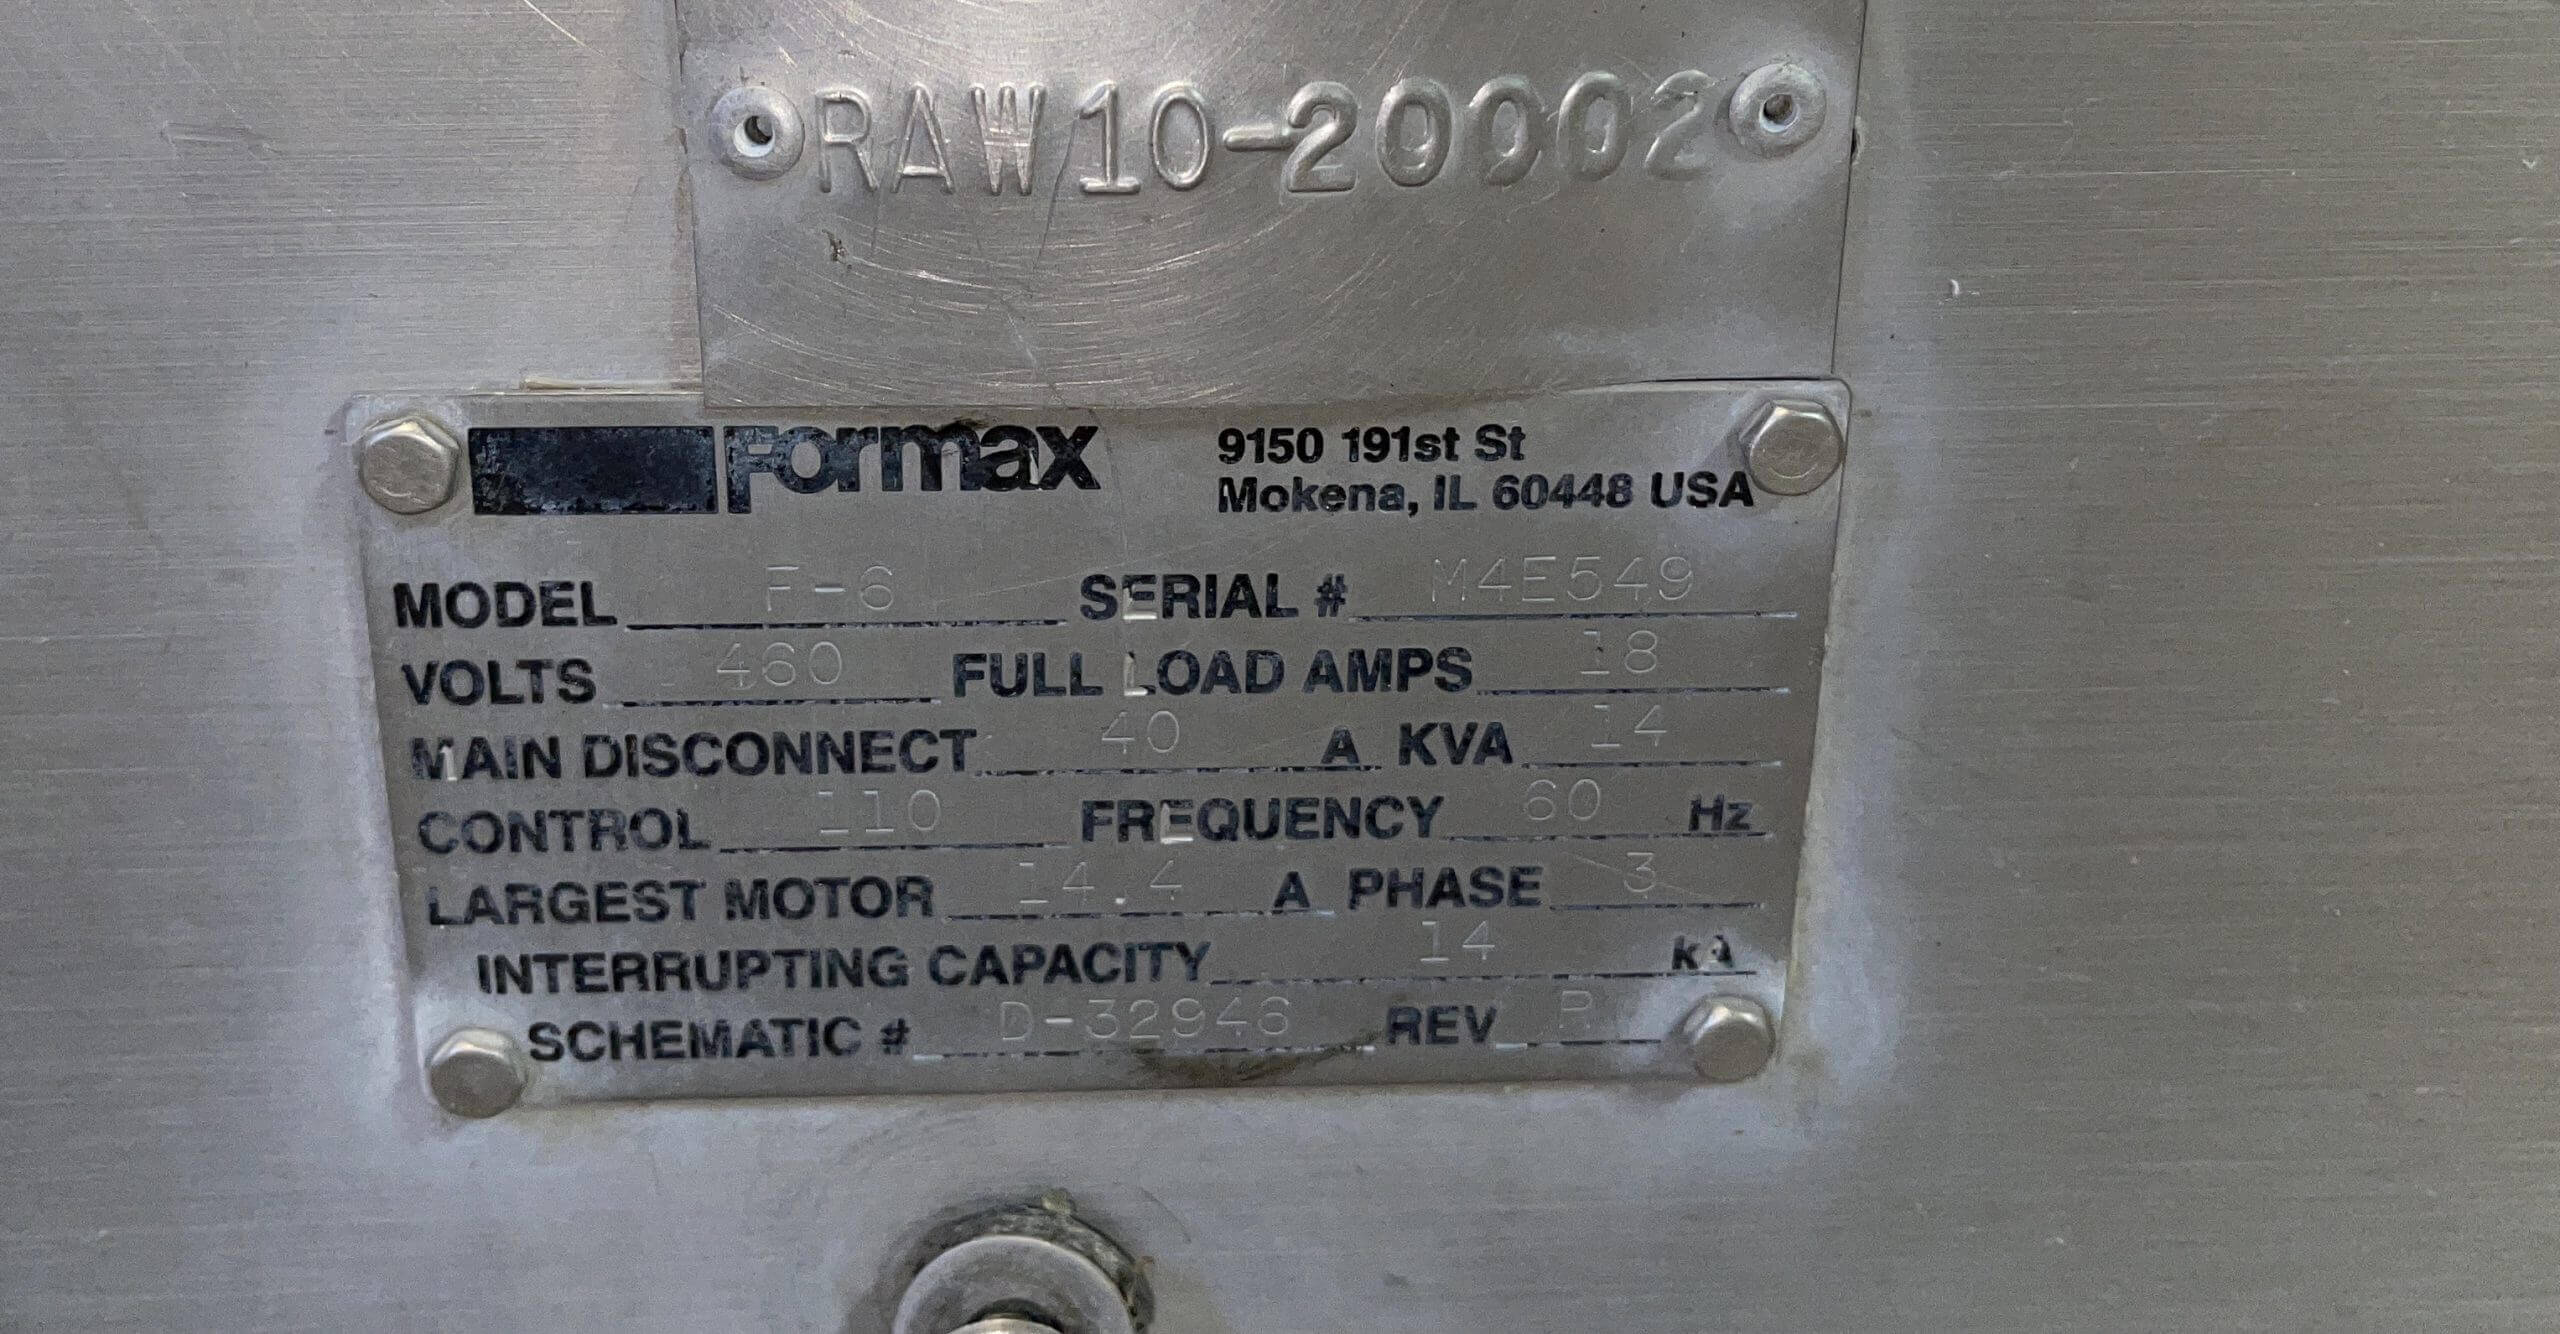 RAW10-20002
Formax
9150 191st St
Mokena, IL 60448 USA
MODEL F-6 SERIAL # M4E549
VOLTS 460 FULL LOAD AMPS 18
MAIN DISCONNECT 40 A KVA 14
CONTROL 110 FREQUENCY 60 Hz
LARGEST MOTOR 14.4 A PHASE 3
INTERRUPTING CAPACITY 14 kA
SCHEMATIC # D-32946 REV